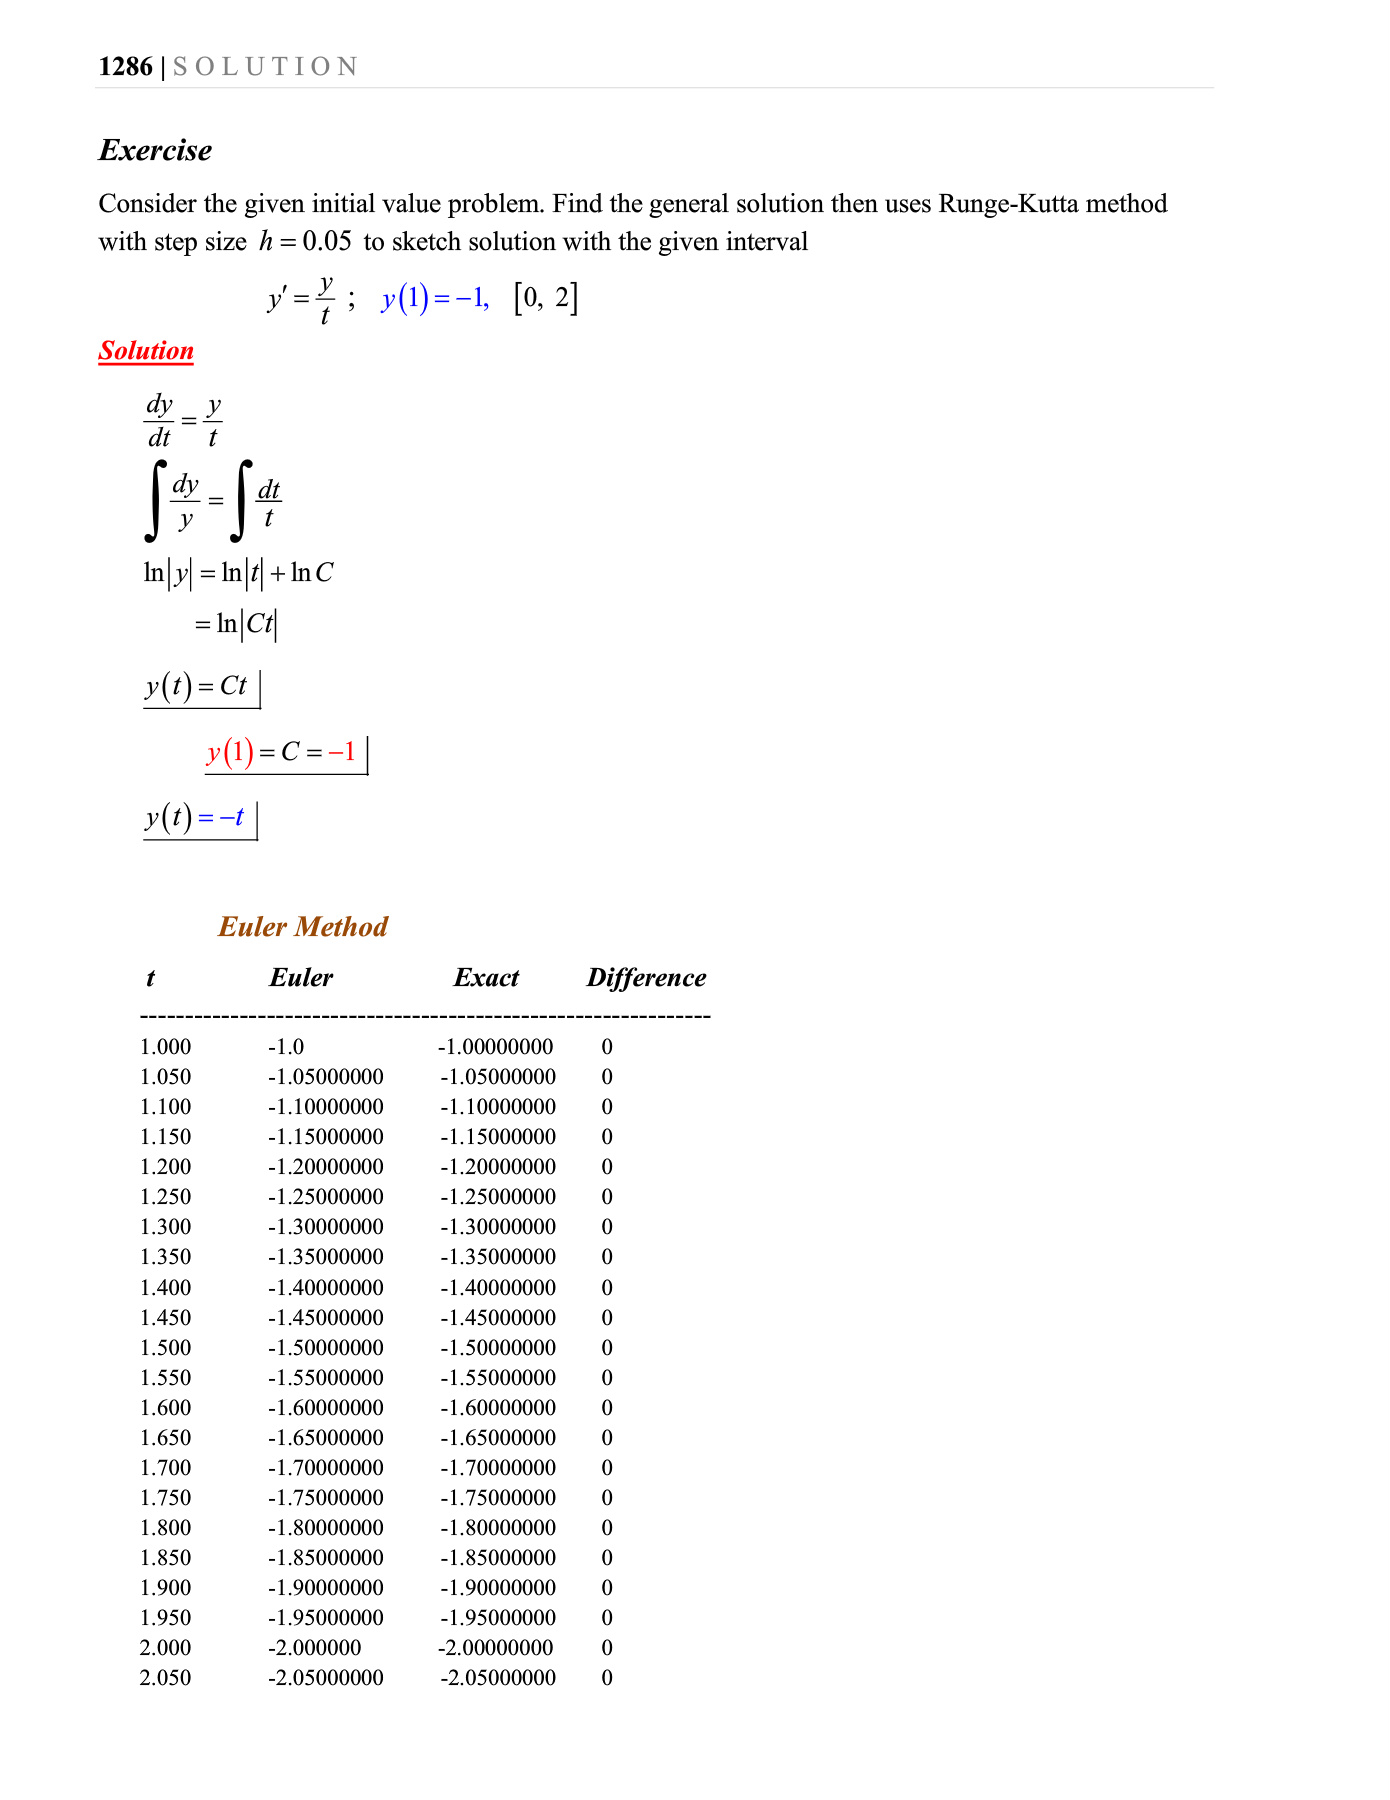 1286 | S O L U T I O N
Exercise
Consider the given initial value problem. Find the general solution then uses Runge-Kutta method
with step size h = 0.05 to sketch solution with the given interval
y′ = y/t ; y(1) = −1, [0, 2]
Solution
dy/dt = y/t
∫ dy/y = ∫ dt/t
ln|y| = ln|t| + ln C
= ln|Ct|
y(t) = Ct
y(1) = C = −1
y(t) = −t
Euler Method
t Euler Exact Difference
----------------------------------------------------------------
1.000 -1.0 -1.00000000 0
1.050 -1.05000000 -1.05000000 0
1.100 -1.10000000 -1.10000000 0
1.150 -1.15000000 -1.15000000 0
1.200 -1.20000000 -1.20000000 0
1.250 -1.25000000 -1.25000000 0
1.300 -1.30000000 -1.30000000 0
1.350 -1.35000000 -1.35000000 0
1.400 -1.40000000 -1.40000000 0
1.450 -1.45000000 -1.45000000 0
1.500 -1.50000000 -1.50000000 0
1.550 -1.55000000 -1.55000000 0
1.600 -1.60000000 -1.60000000 0
1.650 -1.65000000 -1.65000000 0
1.700 -1.70000000 -1.70000000 0
1.750 -1.75000000 -1.75000000 0
1.800 -1.80000000 -1.80000000 0
1.850 -1.85000000 -1.85000000 0
1.900 -1.90000000 -1.90000000 0
1.950 -1.95000000 -1.95000000 0
2.000 -2.000000 -2.00000000 0
2.050 -2.05000000 -2.05000000 0